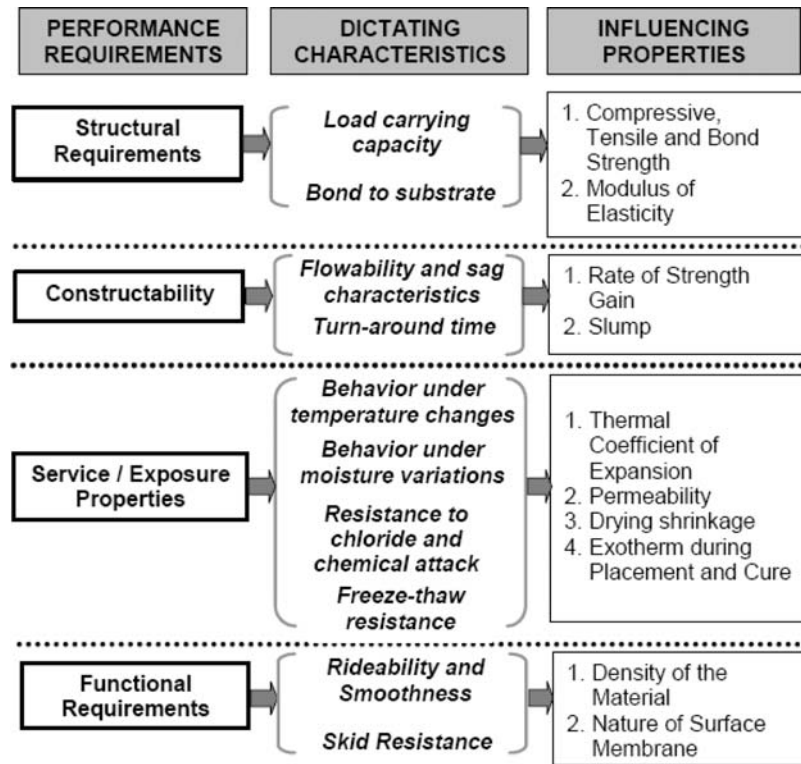 PERFORMANCE
REQUIREMENTS
DICTATING
CHARACTERISTICS
INFLUENCING
PROPERTIES
Structural
Requirements
Load carrying
capacity
Bond to substrate
1. Compressive,
Tensile and Bond
Strength
2. Modulus of
Elasticity
Constructability
Flowability and sag
characteristics
Turn-around time
1. Rate of Strength
Gain
2. Slump
Service / Exposure
Properties
Behavior under
temperature changes
Behavior under
moisture variations
Resistance to
chloride and
chemical attack
Freeze-thaw
resistance
1. Thermal
Coefficient of
Expansion
2. Permeability
3. Drying shrinkage
4. Exotherm during
Placement and Cure
Functional
Requirements
Rideability and
Smoothness
Skid Resistance
1. Density of the
Material
2. Nature of Surface
Membrane